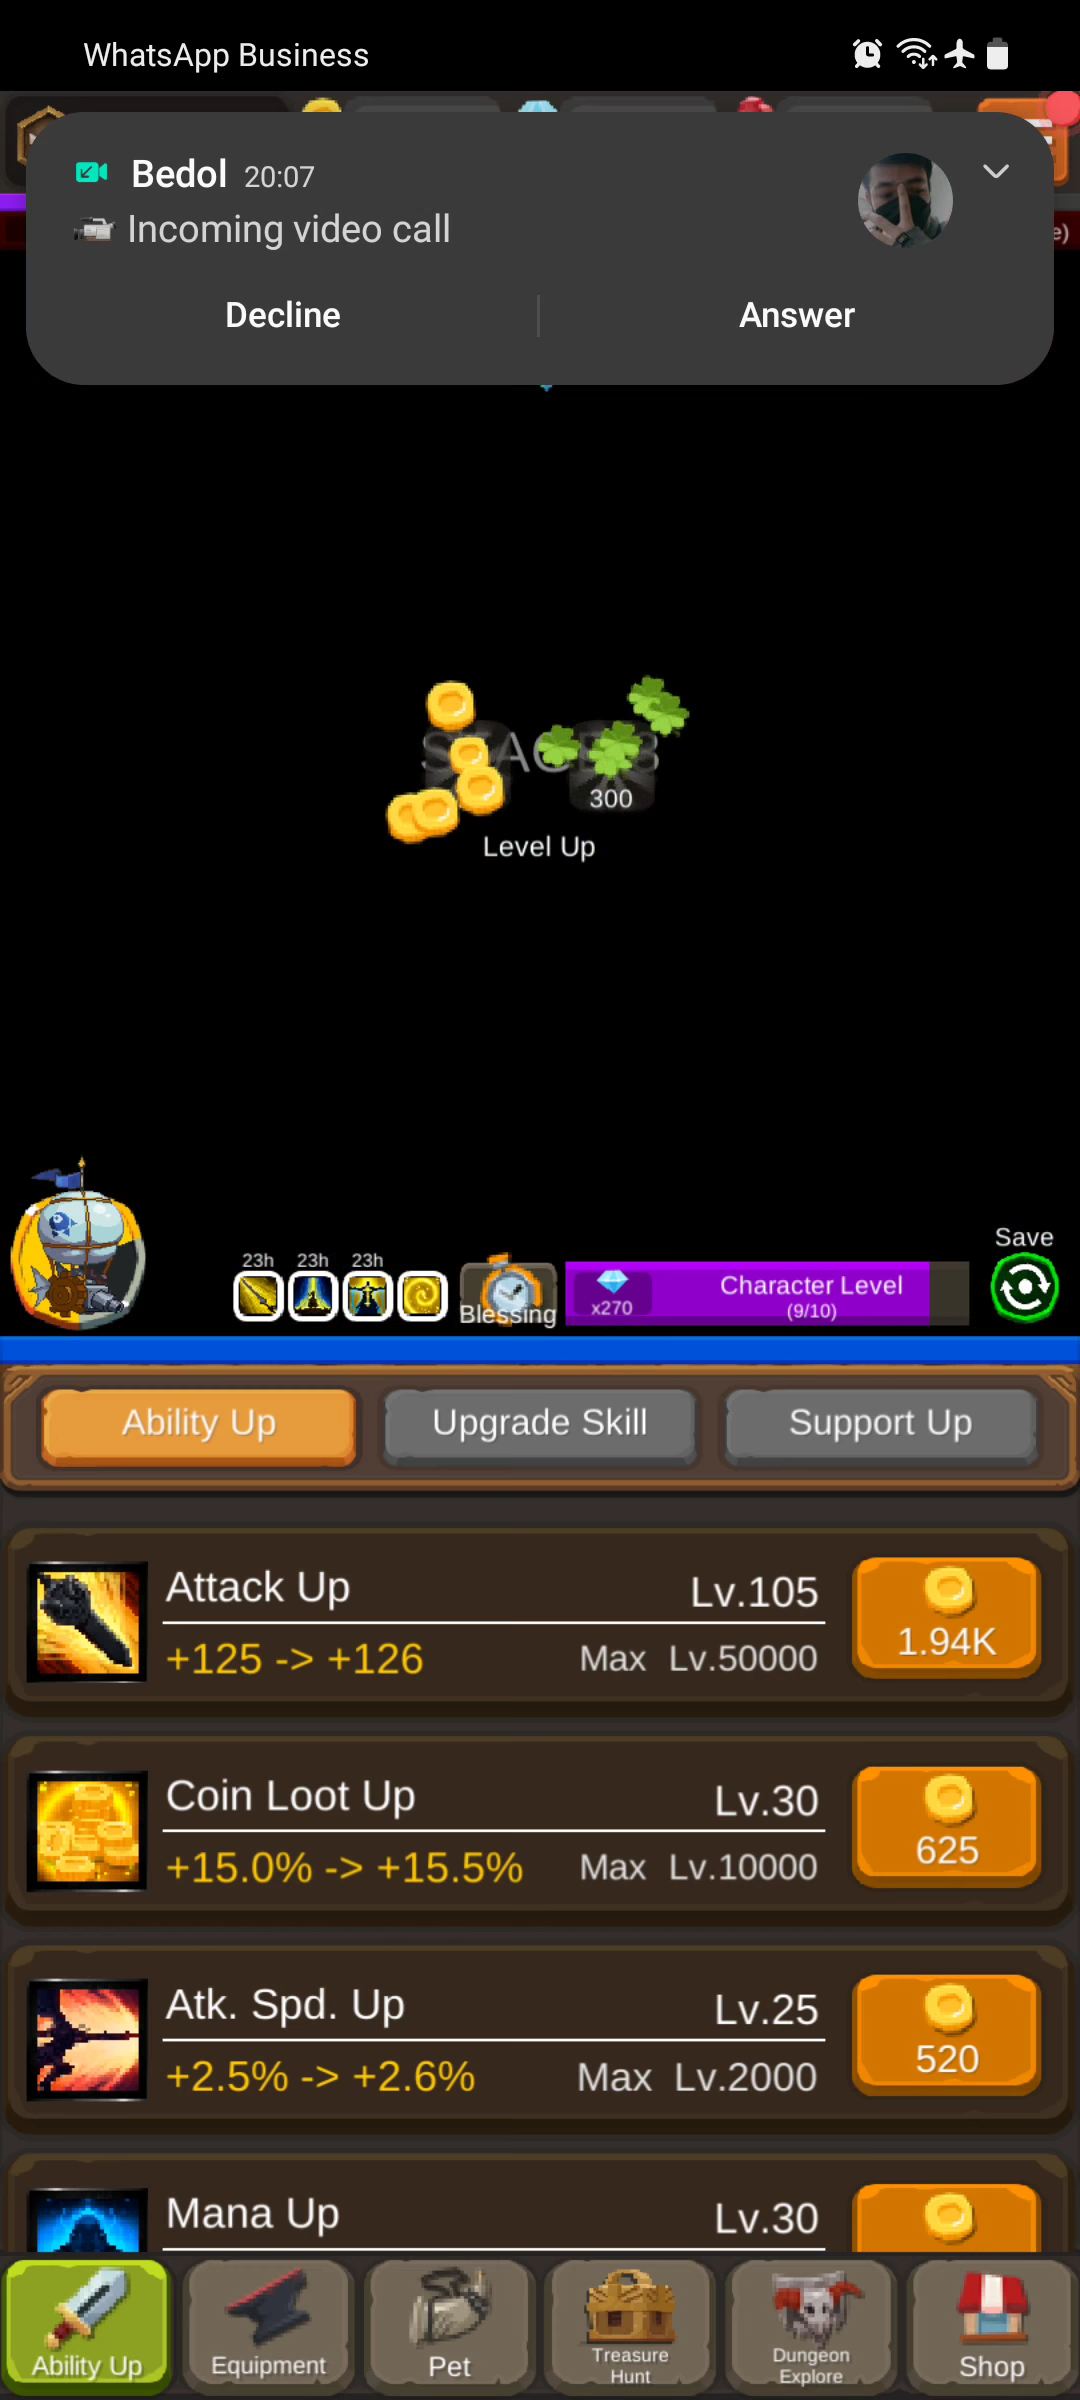 WhatsApp Business
Bedol 20:07
Incoming video call
Decline
Answer
e)
300
Level Up
Save
23h 23h 23h
Blessing
x270
Character Level
(9/10)
Ability Up
Upgrade Skill
Support Up
Attack Up
Lv.105
+125 -> +126
Max Lv.50000
1.94K
Coin Loot Up
Lv.30
+15.0% -> +15.5%
Max Lv.10000
625
Atk. Spd. Up
Lv.25
+2.5% -> +2.6%
Max Lv.2000
520
Mana Up
Lv.30
Ability Up
Equipment
Pet
Treasure
Hunt
Dungeon
Explore
Shop